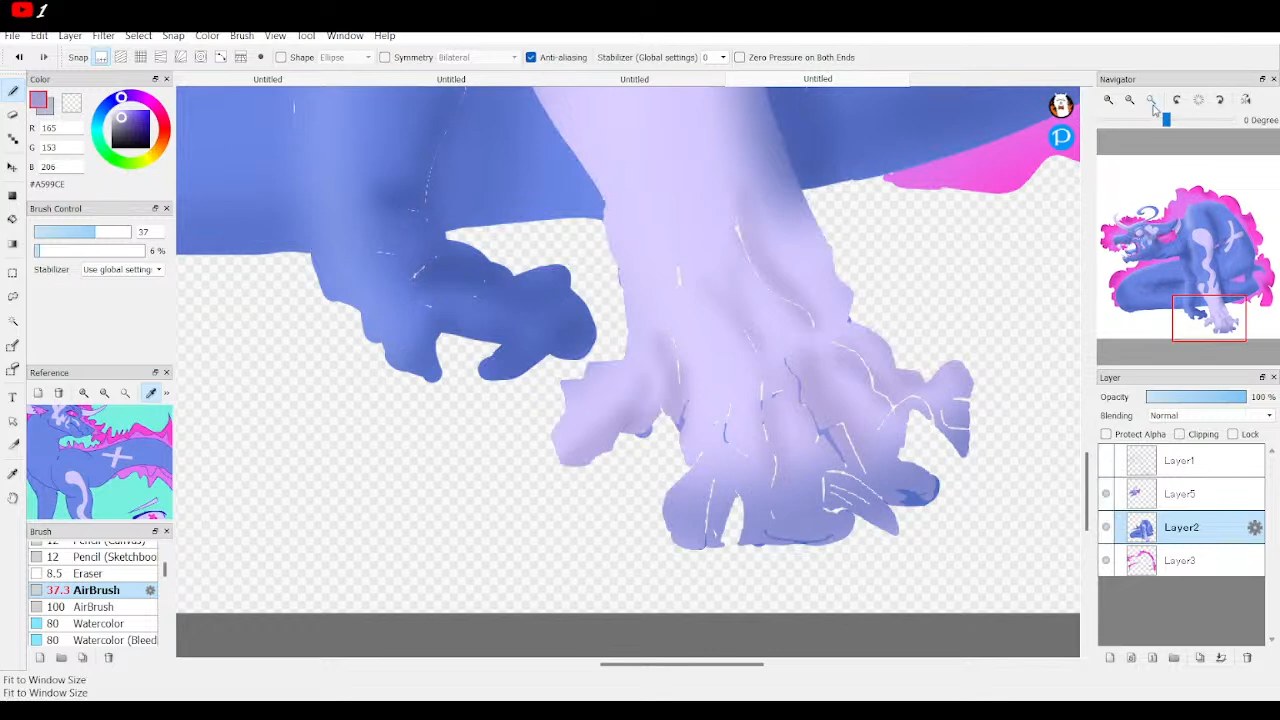 1
File Edit Layer Filter Select Snap Color Brush View Tool Window Help
Snap Shape Ellipse Symmetry Bilateral Anti-aliasing Stabilizer (Global settings) 0 Zero Pressure on Both Ends
Color
Untitled Untitled Untitled Untitled
Navigator
R 165
G 153
B 206
#A599CE
0 Degree
Brush Control
37
6 %
Stabilizer Use global setting
Reference
Layer
Opacity 100 %
Blending Normal
Protect Alpha Clipping Lock
Layer1
Layer5
Layer2
Layer3
Brush
12 Pencil (Canvas)
12 Pencil (Sketchboo
8.5 Eraser
37.3 AirBrush
100 AirBrush
80 Watercolor
80 Watercolor (Bleed
Fit to Window Size
Fit to Window Size